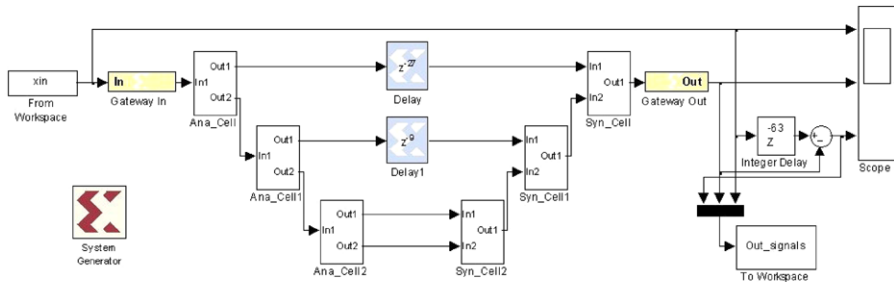 xin
From
Workspace
In
Gateway In
In1
Out1
Out2
Ana_Cell
z-27
Delay
In1
In2
Out1
Syn_Cell
Out
Gateway Out
In1
Out1
Out2
Ana_Cell1
z-9
Delay1
In1
In2
Out1
Syn_Cell1
-63
Z
Integer Delay
Scope
System
Generator
In1
Out1
Out2
Ana_Cell2
In1
In2
Out1
Syn_Cell2
Out_signals
To Workspace